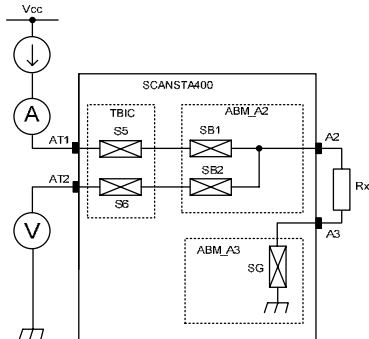 Vcc
SCANSTA400
A
TBIC
ABM_A2
AT1
S5
SB1
A2
AT2
S6
SB2
Rx
A3
V
ABM_A3
SG